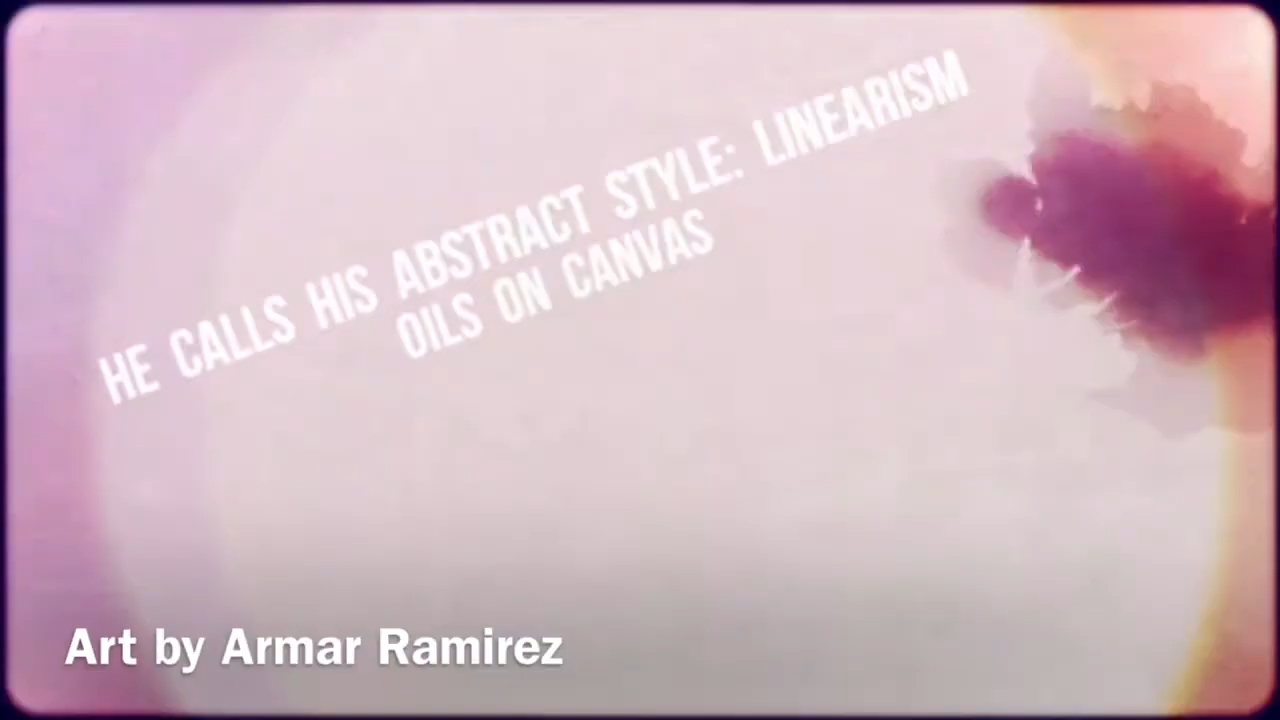 HE CALLS HIS ABSTRACT STYLE: LINEARISM
OILS ON CANVAS
Art by Armar Ramirez